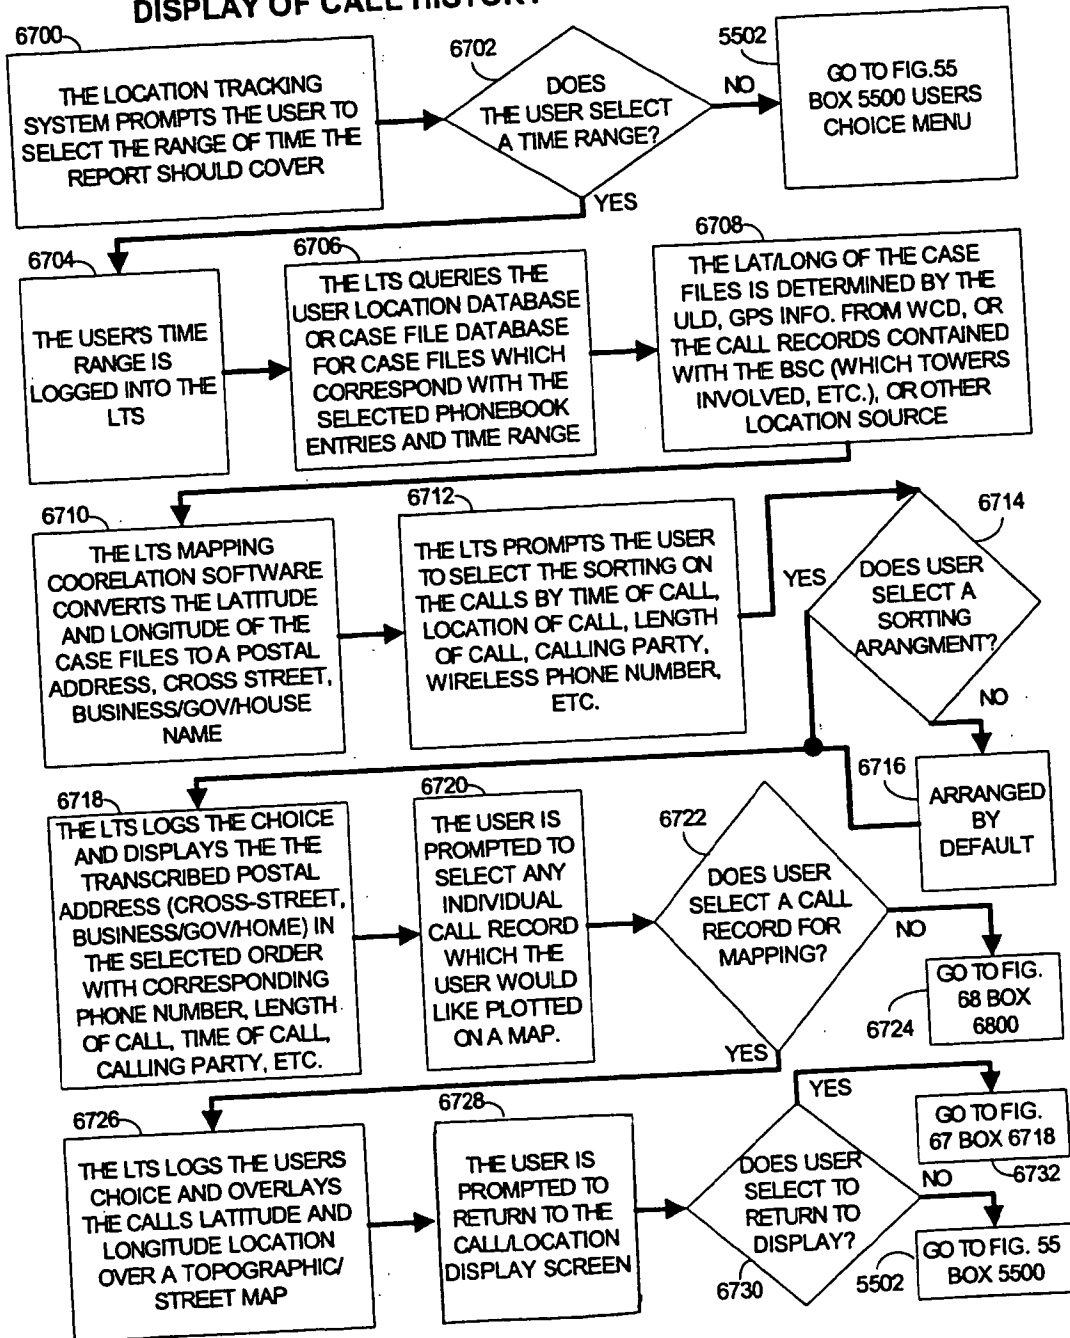 DISPLAY OF CALL HISTORY
6700
THE LOCATION TRACKING
SYSTEM PROMPTS THE USER TO
SELECT THE RANGE OF TIME THE
REPORT SHOULD COVER
6702
DOES
THE USER SELECT
A TIME RANGE?
NO
YES
5502
GO TO FIG.55
BOX 5500 USERS
CHOICE MENU
6704
THE USER'S TIME
RANGE IS
LOGGED INTO THE
LTS
6706
THE LTS QUERIES THE
USER LOCATION DATABASE
OR CASE FILE DATABASE
FOR CASE FILES WHICH
CORRESPOND WITH THE
SELECTED PHONEBOOK
ENTRIES AND TIME RANGE
6708
THE LAT/LONG OF THE CASE
FILES IS DETERMINED BY THE
ULD, GPS INFO. FROM WCD, OR
THE CALL RECORDS CONTAINED
WITH THE BSC (WHICH TOWERS
INVOLVED, ETC.), OR OTHER
LOCATION SOURCE
6710
THE LTS MAPPING
COORELATION SOFTWARE
CONVERTS THE LATITUDE
AND LONGITUDE OF THE
CASE FILES TO A POSTAL
ADDRESS, CROSS STREET,
BUSINESS/GOV/HOUSE
NAME
6712
THE LTS PROMPTS THE USER
TO SELECT THE SORTING ON
THE CALLS BY TIME OF CALL,
LOCATION OF CALL, LENGTH
OF CALL, CALLING PARTY,
WIRELESS PHONE NUMBER,
ETC.
6714
YES
DOES USER
SELECT A
SORTING
ARANGMENT?
NO
6716
ARRANGED
BY
DEFAULT
6718
THE LTS LOGS THE CHOICE
AND DISPLAYS THE THE
TRANSCRIBED POSTAL
ADDRESS (CROSS-STREET,
BUSINESS/GOV/HOME) IN
THE SELECTED ORDER
WITH CORRESPONDING
PHONE NUMBER, LENGTH
OF CALL, TIME OF CALL,
CALLING PARTY, ETC.
6720
THE USER IS
PROMPTED TO
SELECT ANY
INDIVIDUAL
CALL RECORD
WHICH THE
USER WOULD
LIKE PLOTTED
ON A MAP.
6722
DOES USER
SELECT A CALL
RECORD FOR
MAPPING?
NO
YES
GO TO FIG.
68 BOX
6800
6724
6726
THE LTS LOGS THE USERS
CHOICE AND OVERLAYS
THE CALLS LATITUDE AND
LONGITUDE LOCATION
OVER A TOPOGRAPHIC/
STREET MAP
6728
THE USER IS
PROMPTED TO
RETURN TO THE
CALL/LOCATION
DISPLAY SCREEN
YES
DOES USER
SELECT TO
RETURN TO
DISPLAY?
6730
NO
GO TO FIG.
67 BOX 6718
6732
5502
GO TO FIG. 55
BOX 5500